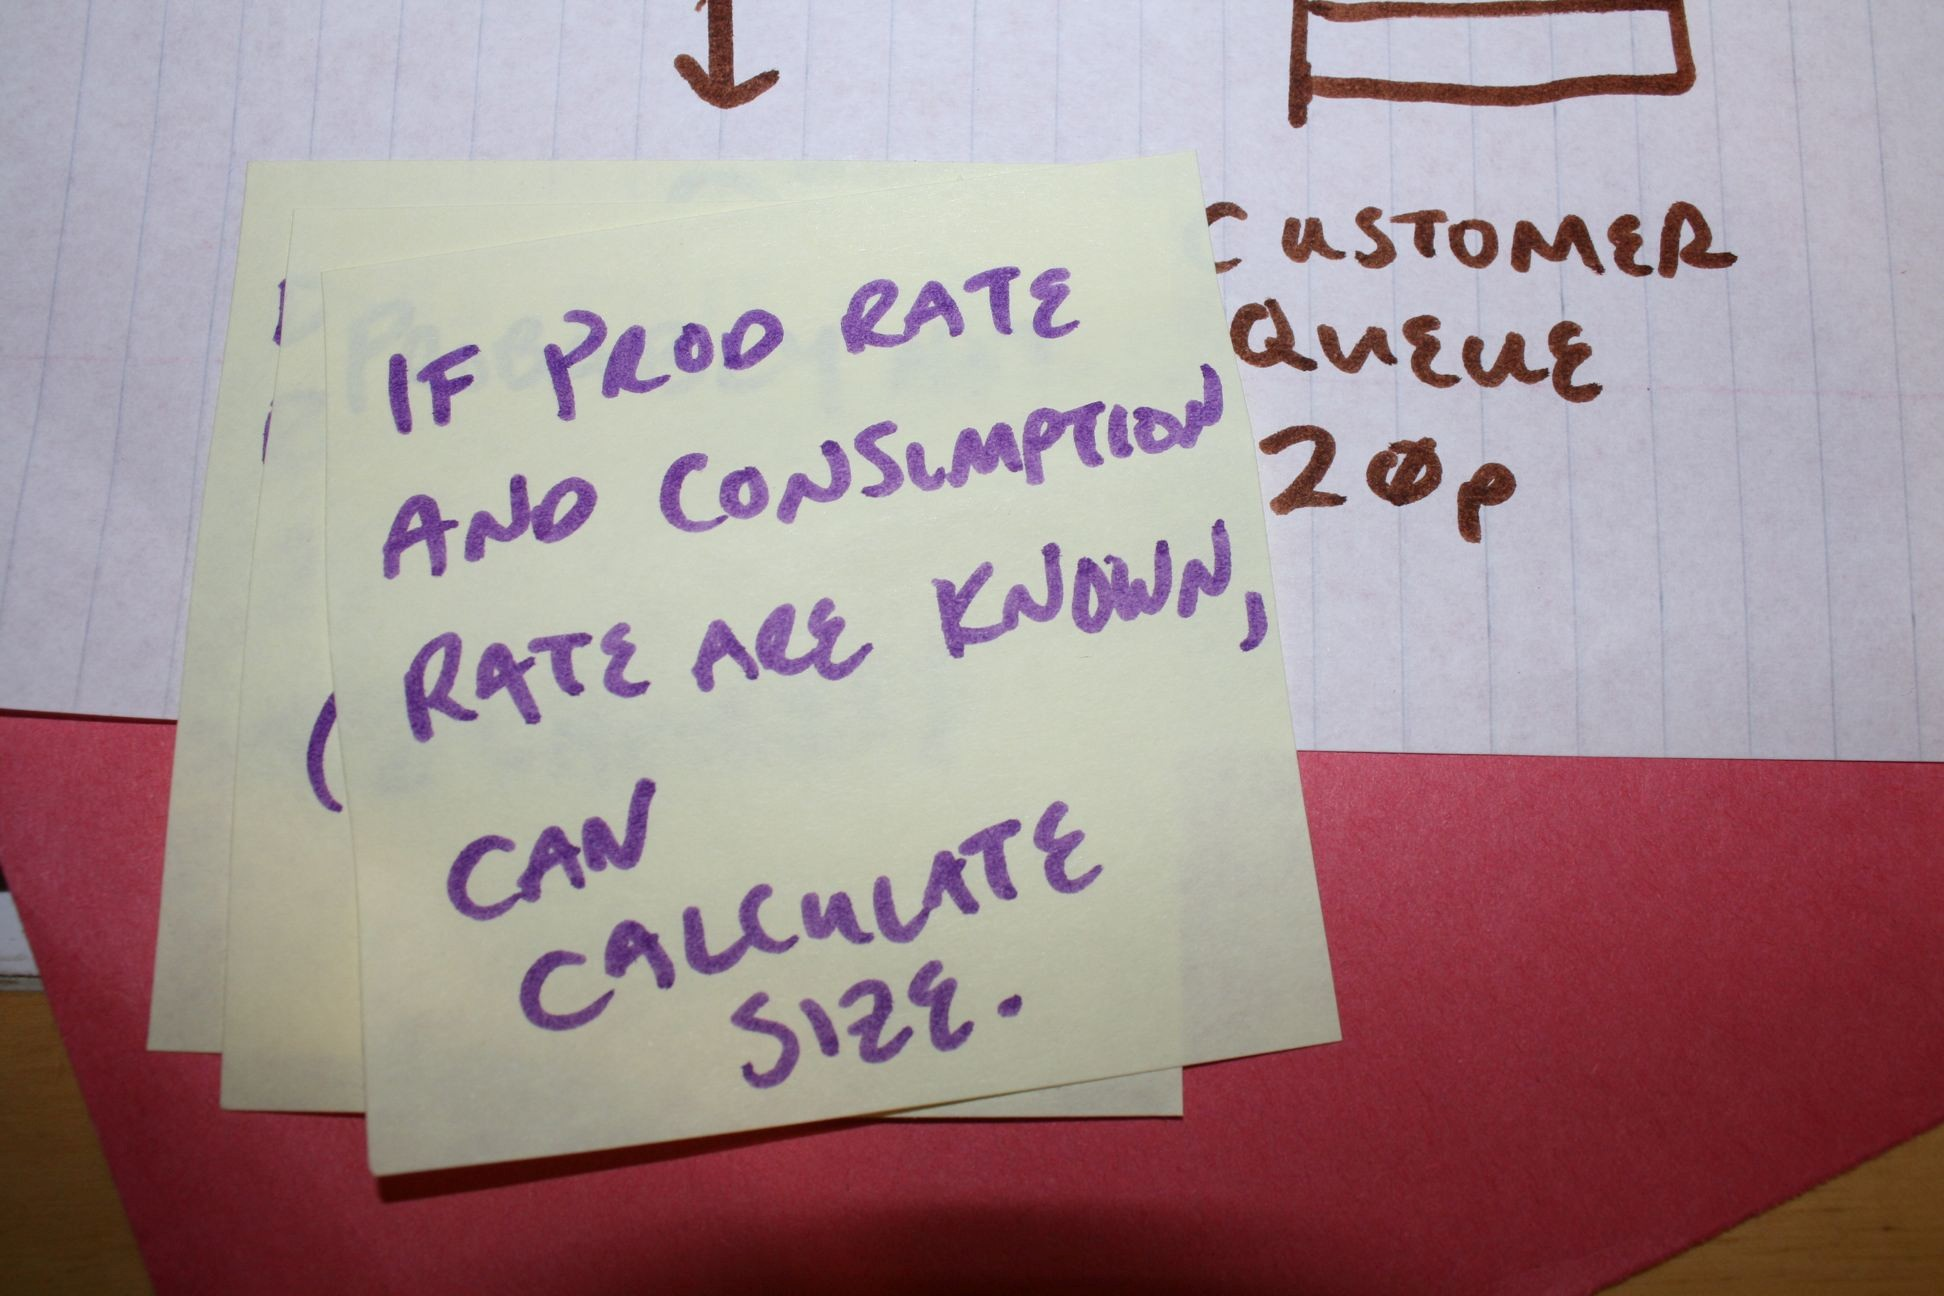 IF PROD RATE
AND CONSUMPTION
RATE ARE KNOWN,
CAN
CALCULATE
SIZE.
CUSTOMER
QUEUE
20p